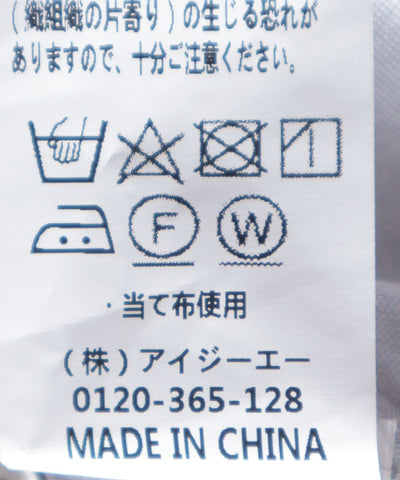 (織組織の片寄り)の生じる恐れが
ありますので、十分ご注意ください。
F W
・当て布使用
(株)アイジーエー
0120-365-128
MADE IN CHINA